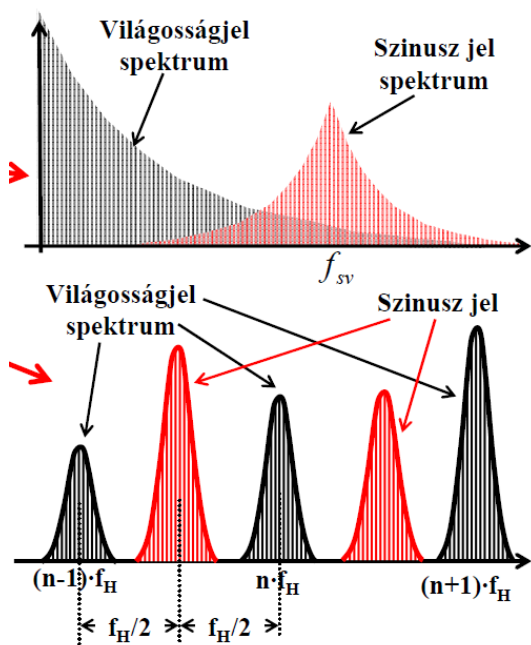 Világosságjel
spektrum
Szinusz jel
spektrum
f_sv
Világosságjel
spektrum
Szinusz jel
(n-1)·f_H
n·f_H
(n+1)·f_H
f_H/2
f_H/2